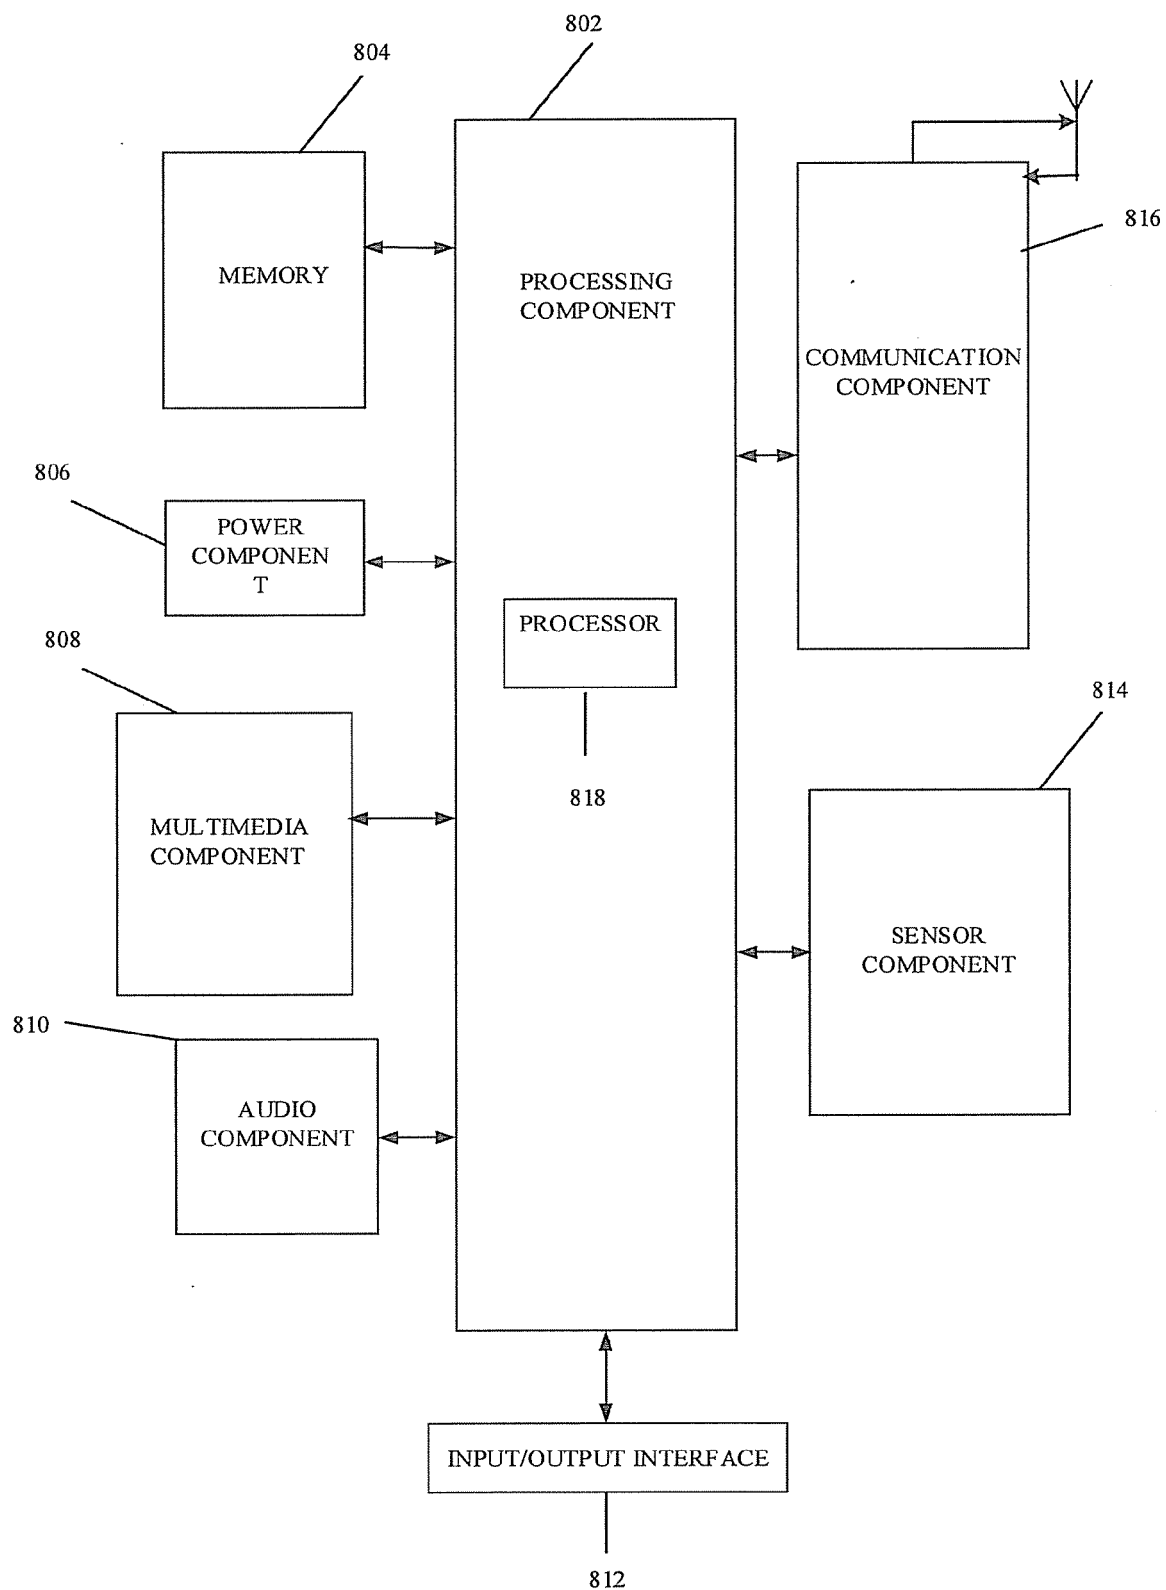 802
804
816
MEMORY
PROCESSING
COMPONENT
COMMUNICATION
COMPONENT
806
POWER
COMPONEN
T
PROCESSOR
808
814
818
MULTIMEDIA
COMPONENT
SENSOR
COMPONENT
810
AUDIO
COMPONENT
INPUT/OUTPUT INTERFACE
812